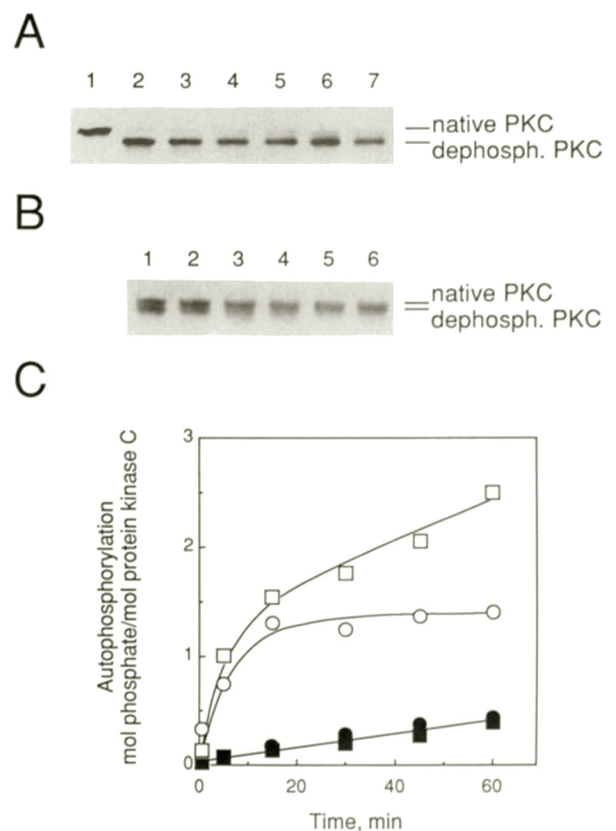 A
1 2 3 4 5 6 7
native PKC
dephosph. PKC
B
1 2 3 4 5 6
native PKC
dephosph. PKC
C
Autophosphorylation
mol phosphate/mol protein kinase C
3
2
1
0
0 20 40 60
Time, min